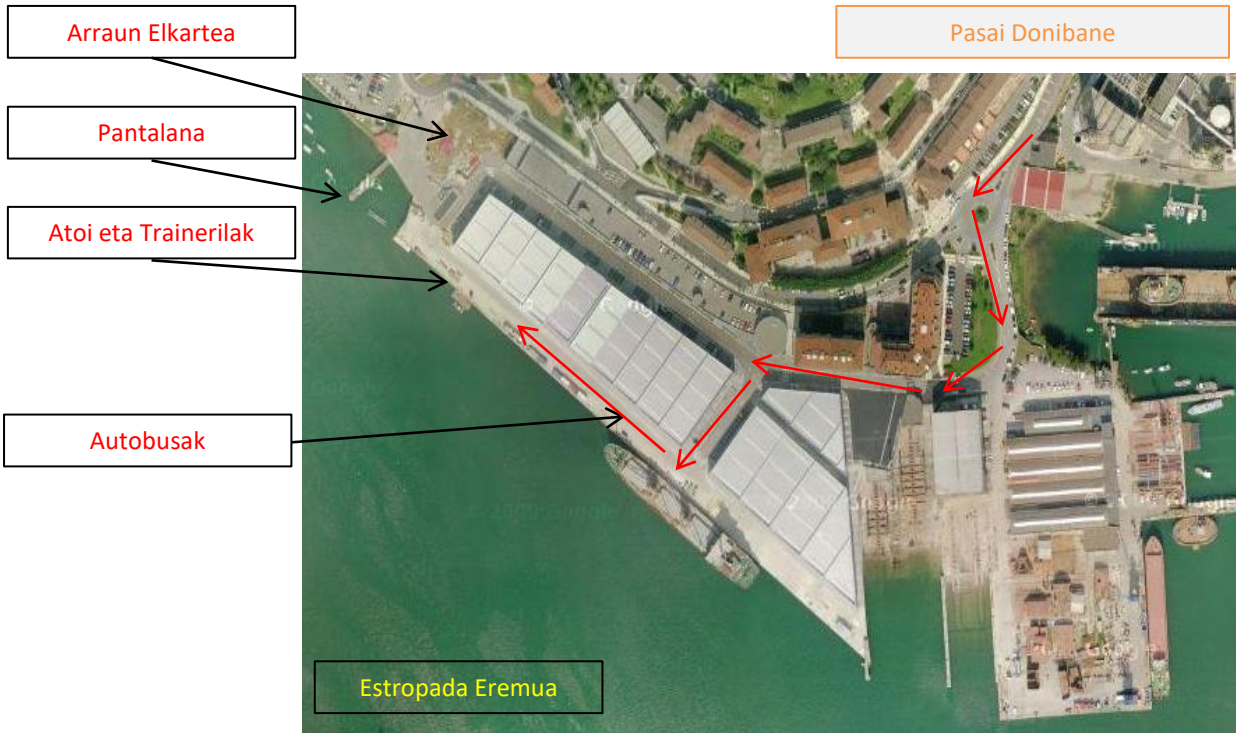 Arraun Elkartea
Pasai Donibane
Pantalana
Atoi eta Trainerilak
Autobusak
Estropada Eremua